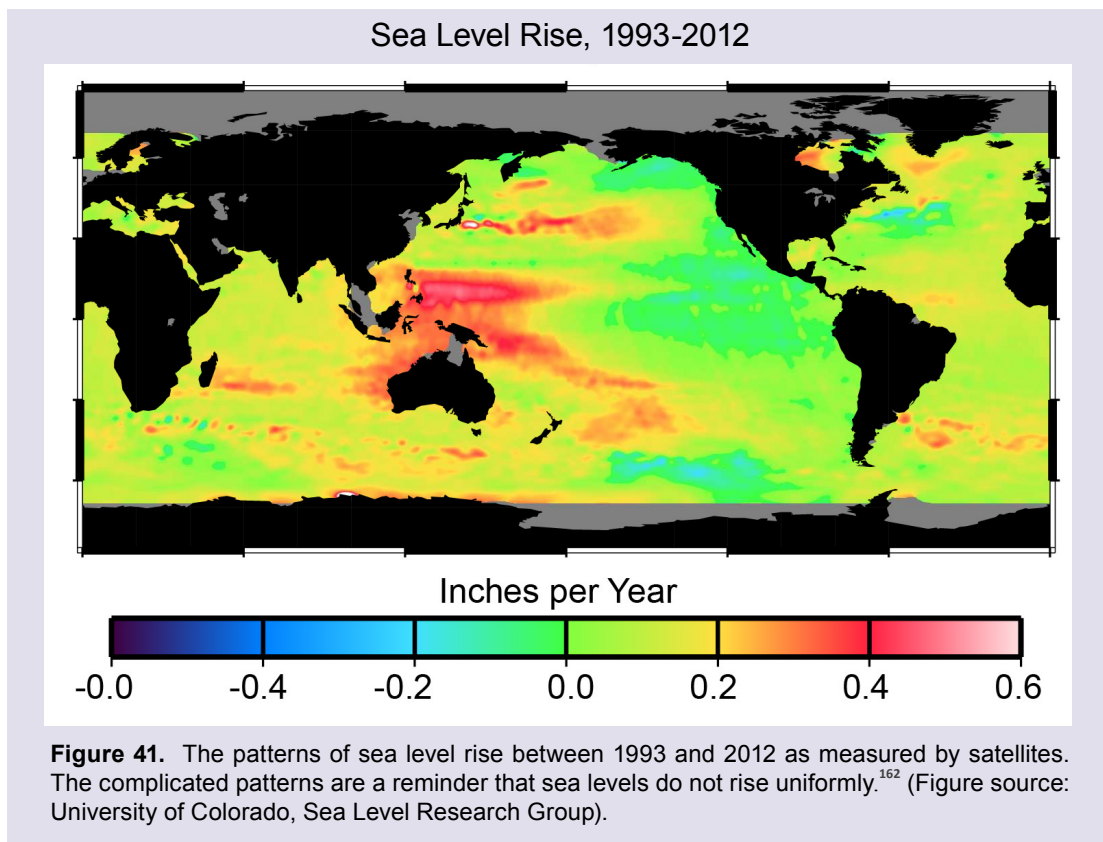 Sea Level Rise, 1993-2012
Inches per Year
-0.0 -0.4 -0.2 0.0 0.2 0.4 0.6
Figure 41. The patterns of sea level rise between 1993 and 2012 as measured by satellites.
The complicated patterns are a reminder that sea levels do not rise uniformly.162 (Figure source:
University of Colorado, Sea Level Research Group).